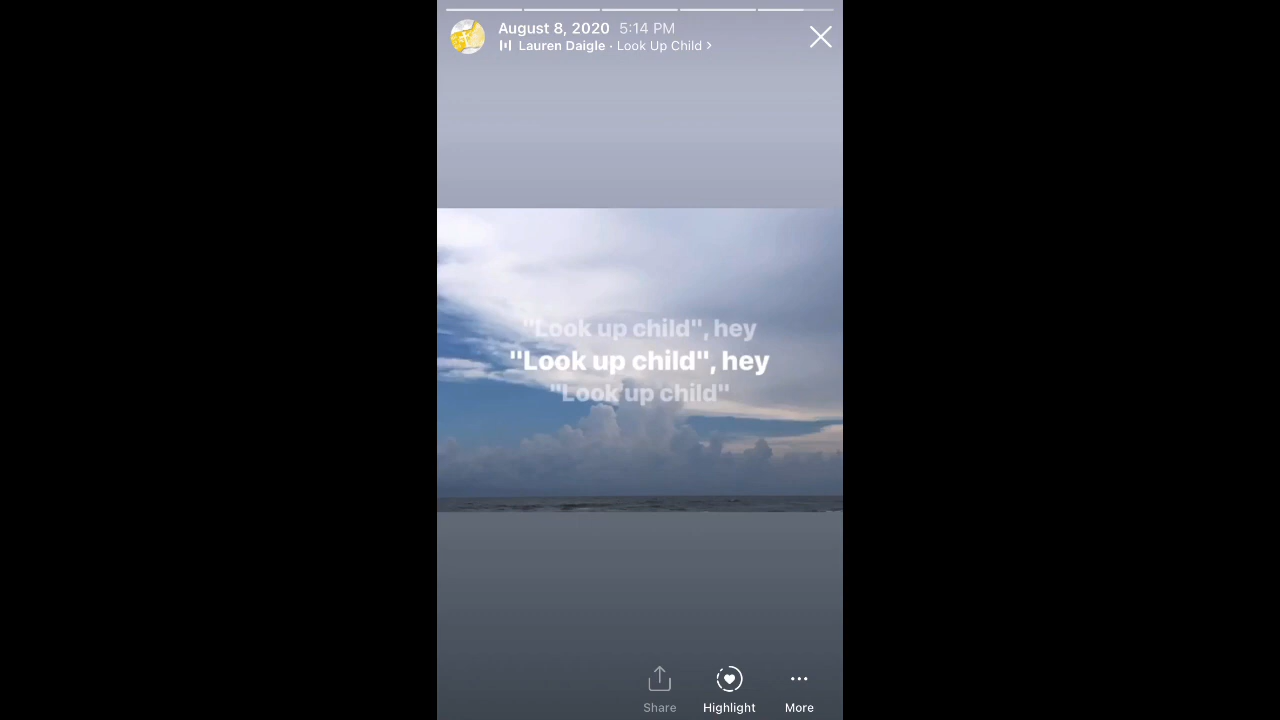 August 8, 2020 5:14 PM
Lauren Daigle · Look Up Child >
"Look up child", hey
"Look up child", hey
"Look up child"
Share Highlight More